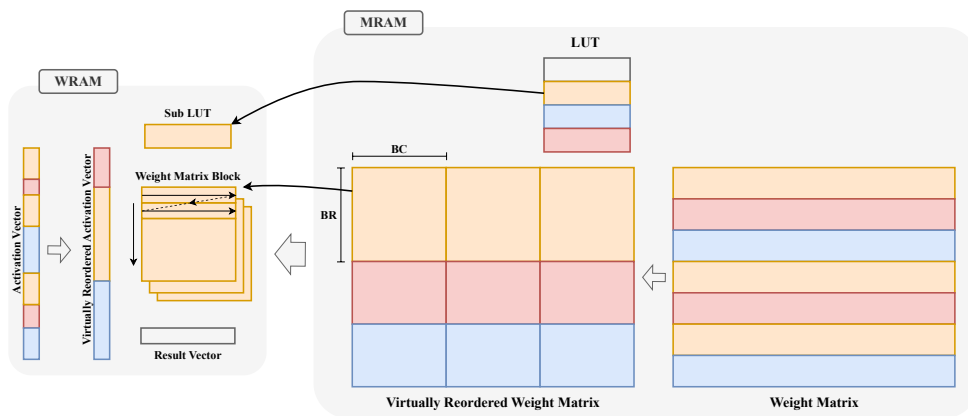 MRAM
LUT
WRAM
Sub LUT
BC
Weight Matrix Block
BR
Activation Vector
Virtually Reordered Activation Vector
Result Vector
Virtually Reordered Weight Matrix
Weight Matrix